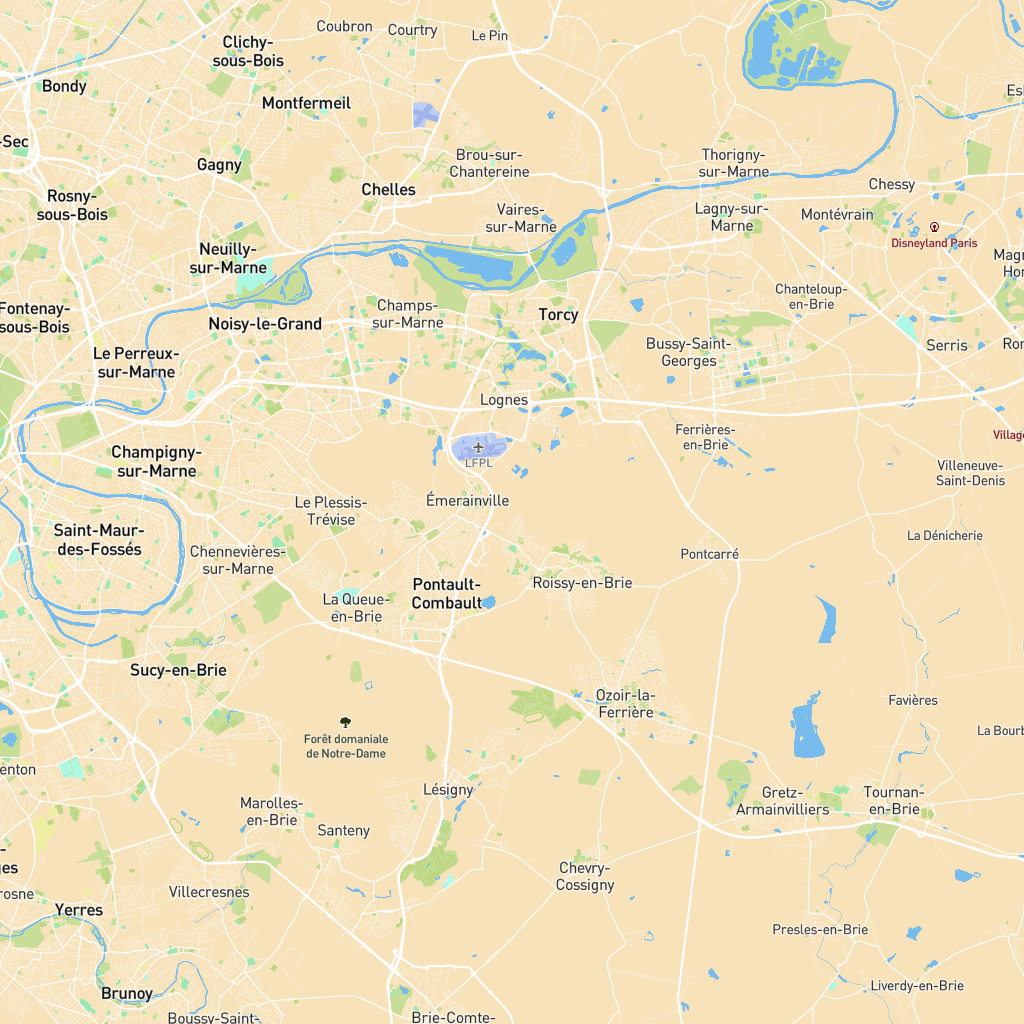 Coubron
Courtry
Le Pin
Clichy-
sous-Bois
Bondy
Montfermeil
-Sec
Gagny
Brou-sur-
Chantereine
Thorigny-
sur-Marne
Chelles
Chessy
Rosny-
sous-Bois
Vaires-
sur-Marne
Lagny-sur-
Marne
Montévrain
Disneyland Paris
Neuilly-
sur-Marne
Magn
Ho
Chanteloup-
en-Brie
Fontenay-
sous-Bois
Champs-
sur-Marne
Torcy
Noisy-le-Grand
Bussy-Saint-
Georges
Serris
Ron
Le Perreux-
sur-Marne
Lognes
Ferrières-
en-Brie
Village
LFPL
Champigny-
sur-Marne
Villeneuve-
Saint-Denis
Le Plessis-
Trévise
Émerainville
Saint-Maur-
des-Fossés
La Dénicherie
Chennevières-
sur-Marne
Pontcarré
Roissy-en-Brie
Pontault-
Combault
La Queue-
en-Brie
Sucy-en-Brie
Ozoir-la-
Ferrière
Favières
Forêt domaniale
de Notre-Dame
La Bourb
enton
Lésigny
Gretz-
Armainvilliers
Tournan-
en-Brie
Marolles-
en-Brie
Santeny
-
ges
Chevry-
Cossigny
rosne
Villecresnes
Yerres
Presles-en-Brie
Brunoy
Liverdy-en-Brie
Boussy-Saint-
Brie-Comte-